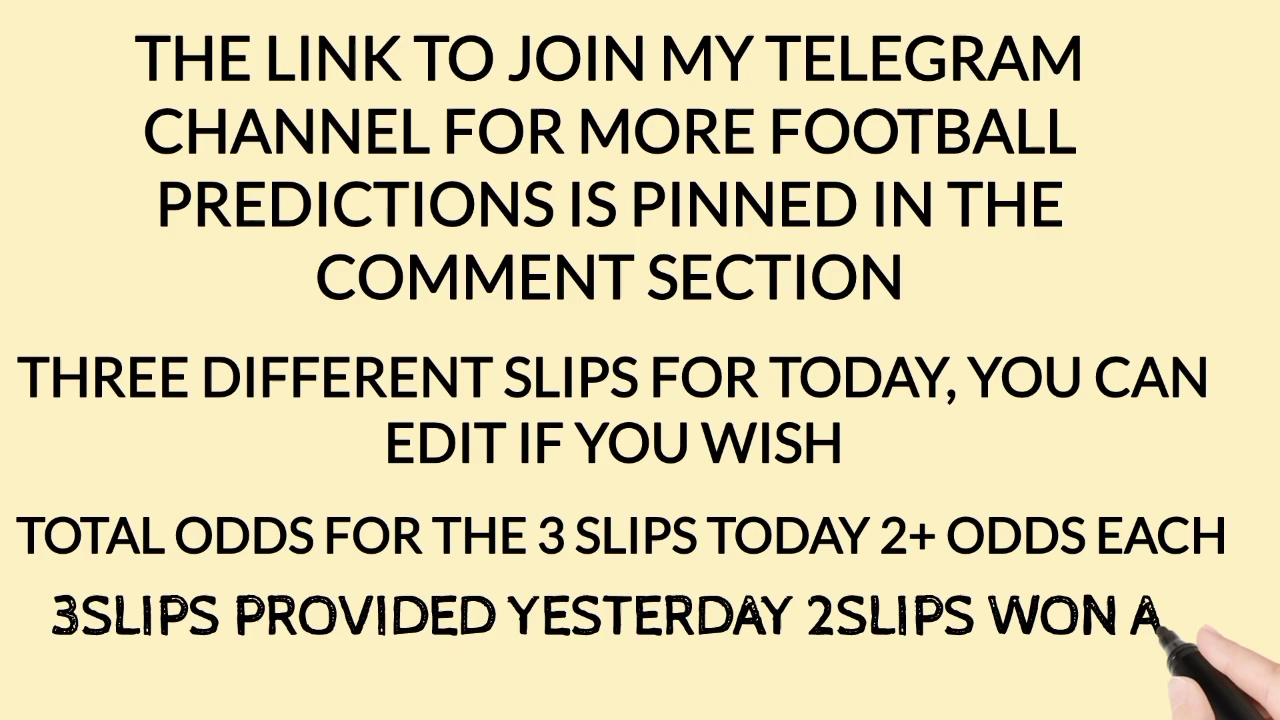 THE LINK TO JOIN MY TELEGRAM
CHANNEL FOR MORE FOOTBALL
PREDICTIONS IS PINNED IN THE
COMMENT SECTION
THREE DIFFERENT SLIPS FOR TODAY, YOU CAN
EDIT IF YOU WISH
TOTAL ODDS FOR THE 3 SLIPS TODAY 2+ ODDS EACH
3SLIPS PROVIDED YESTERDAY 2SLIPS WON A